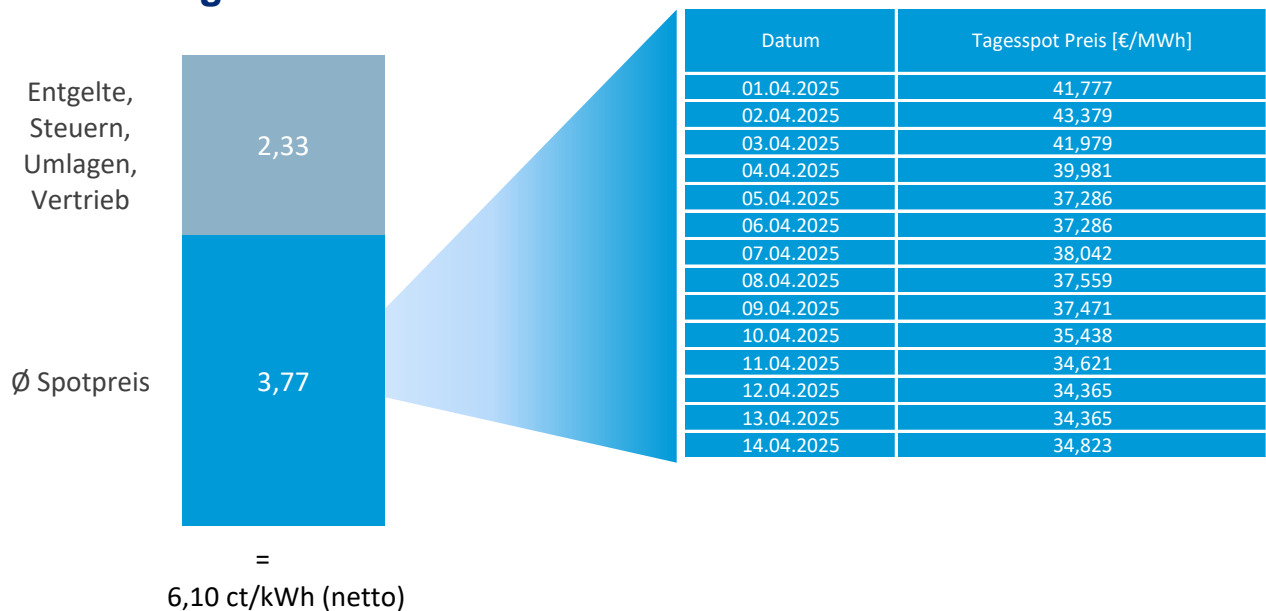 Entgelte,
Steuern,
Umlagen,
Vertrieb
2,33
Ø Spotpreis
3,77
=
6,10 ct/kWh (netto)
Datum Tagesspot Preis [€/MWh]
01.04.2025 41,777
02.04.2025 43,379
03.04.2025 41,979
04.04.2025 39,981
05.04.2025 37,286
06.04.2025 37,286
07.04.2025 38,042
08.04.2025 37,559
09.04.2025 37,471
10.04.2025 35,438
11.04.2025 34,621
12.04.2025 34,365
13.04.2025 34,365
14.04.2025 34,823